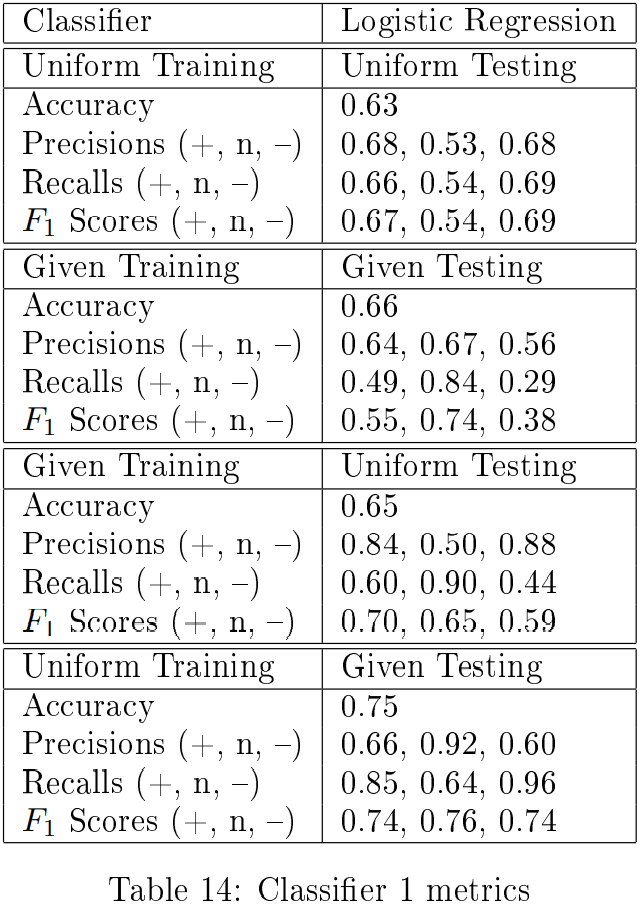 Classifier Logistic Regression
Uniform Training Uniform Testing
Accuracy 0.63
Precisions (+, n, –) 0.68, 0.53, 0.68
Recalls (+, n, –) 0.66, 0.54, 0.69
F1 Scores (+, n, –) 0.67, 0.54, 0.69
Given Training Given Testing
Accuracy 0.66
Precisions (+, n, –) 0.64, 0.67, 0.56
Recalls (+, n, –) 0.49, 0.84, 0.29
F1 Scores (+, n, –) 0.55, 0.74, 0.38
Given Training Uniform Testing
Accuracy 0.65
Precisions (+, n, –) 0.84, 0.50, 0.88
Recalls (+, n, –) 0.60, 0.90, 0.44
F1 Scores (+, n, –) 0.70, 0.65, 0.59
Uniform Training Given Testing
Accuracy 0.75
Precisions (+, n, –) 0.66, 0.92, 0.60
Recalls (+, n, –) 0.85, 0.64, 0.96
F1 Scores (+, n, –) 0.74, 0.76, 0.74
Table 14: Classifier 1 metrics